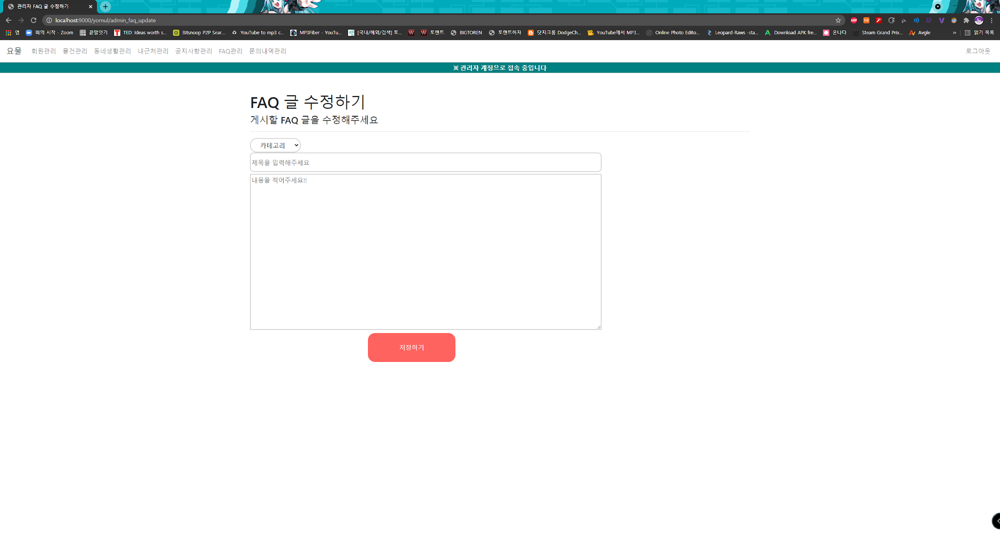 관리자 FAQ 글 수정하기
localhost:9000/yomul/admin_faq_update
ABP
앱 회의 시작 - Zoom 끝말잇기 TED: Ideas worth s... Bitsnoop P2P Sear... YouTube to mp3 c... MP3Fiber - YouTu... [국내/해외/검색] 토... 토렌트 BIGTOREN 토렌트하자 닷지크롬 DodgeCh... YouTube에서 MP3... Online Photo Edito... Leopard-Raws -sta... Download APK fre... 온나다 Steam Grand Prix... Avgle » 읽기 목록
요물 회원관리 물건관리 동네생활관리 내근처관리 공지사항관리 FAQ관리 문의내역관리 로그아웃
※ 관리자 계정으로 접속 중입니다
FAQ 글 수정하기
게시할 FAQ 글을 수정해주세요
카테고리
제목을 입력해주세요
내용을 적어주세요!!
저장하기